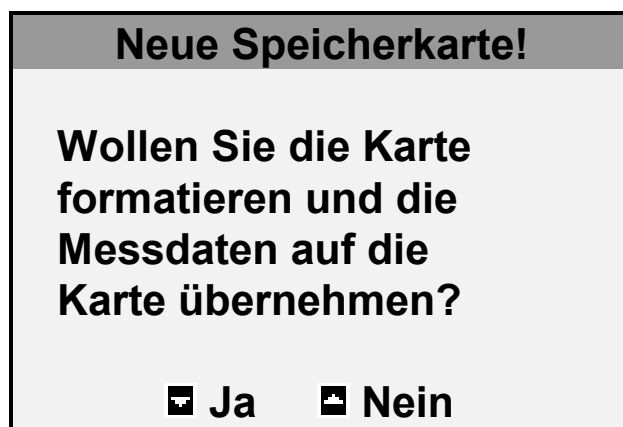 Neue Speicherkarte!
Wollen Sie die Karte
formatieren und die
Messdaten auf die
Karte übernehmen?
Ja Nein